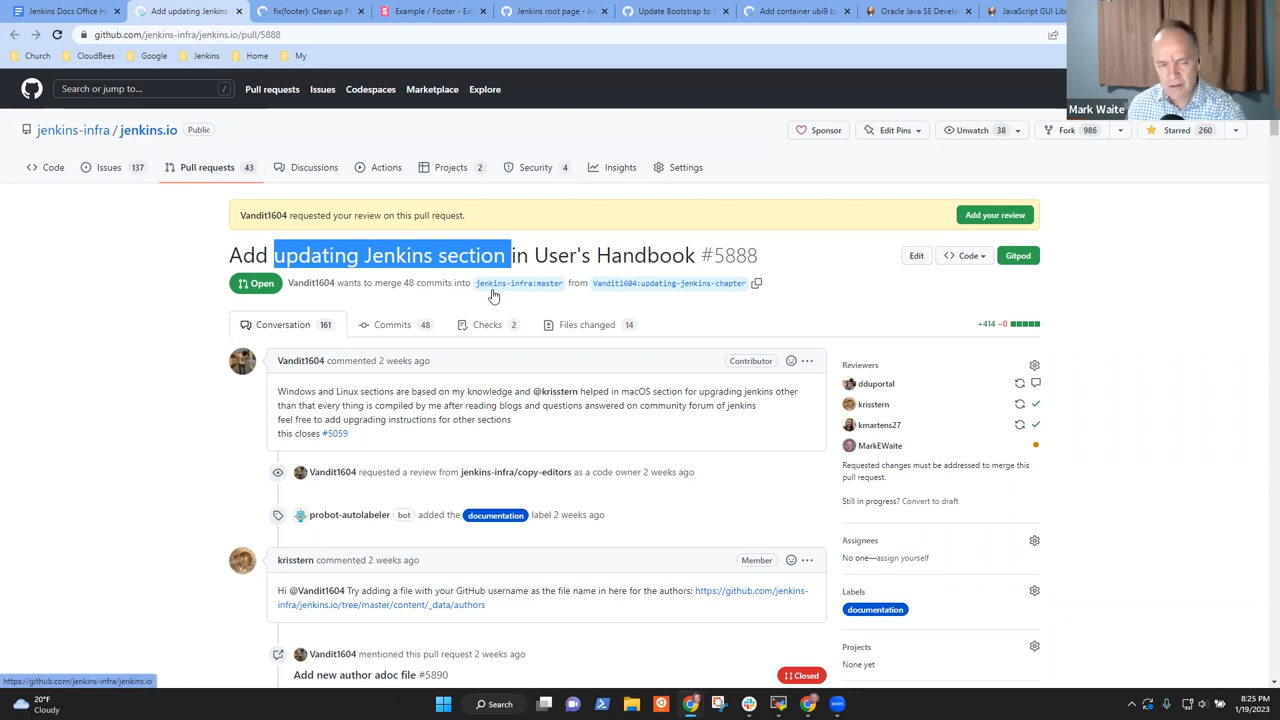 Jenkins Docs Office Ho
Add updating Jenkins sect
fix(footer): Clean up F
Example / Footer - Ex
Jenkins root page - Ju
Update Bootstrap to 5
Add container ubi9 b
Oracle Java SE Develo
JavaScript GUI Lib
github.com/jenkins-infra/jenkins.io/pull/5888
Church
CloudBees
Google
Jenkins
Home
My
Search or jump to...
/
Pull requests
Issues
Codespaces
Marketplace
Explore
Mark Waite
jenkins-infra / jenkins.io
Public
Sponsor
Edit Pins
Unwatch 38
Fork 986
Starred 260
Code
Issues 137
Pull requests 43
Discussions
Actions
Projects 2
Security 4
Insights
Settings
Vandit1604 requested your review on this pull request.
Add your review
Add updating Jenkins section in User's Handbook #5888
Edit
<> Code
Gitpod
Open
Vandit1604 wants to merge 48 commits into jenkins-infra:master from Vandit1604:updating-jenkins-chapter
Conversation 161
Commits 48
Checks 2
Files changed 14
+414 −0
Vandit1604 commented 2 weeks ago
Contributor
Windows and Linux sections are based on my knowledge and @krisstern helped in macOS section for upgrading jenkins other
than that every thing is compiled by me after reading blogs and questions answered on community forum of jenkins
feel free to add upgrading instructions for other sections
this closes #5059
Vandit1604 requested a review from jenkins-infra/copy-editors as a code owner 2 weeks ago
probot-autolabeler bot added the documentation label 2 weeks ago
krisstern commented 2 weeks ago
Member
Hi @Vandit1604 Try adding a file with your GitHub username as the file name in here for the authors: https://github.com/jenkins-
infra/jenkins.io/tree/master/content/_data/authors
Vandit1604 mentioned this pull request 2 weeks ago
Add new author adoc file #5890
Closed
Reviewers
dduportal
krisstern
kmartens27
MarkEWaite
Requested changes must be addressed to merge this
pull request.
Still in progress? Convert to draft
Assignees
No one—assign yourself
Labels
documentation
Projects
None yet
https://github.com/jenkins-infra/jenkins.io
20°F
Cloudy
Search
8:25 PM
1/19/2023